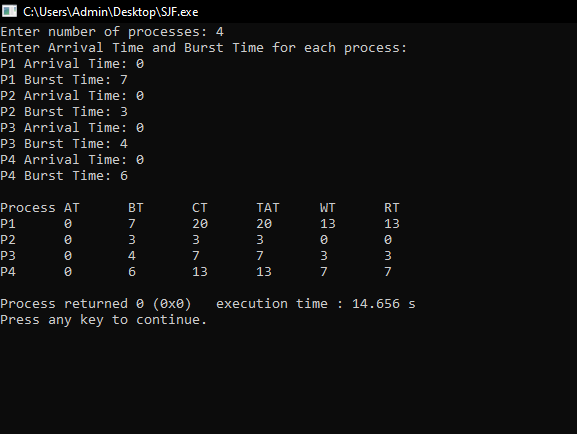 C:\Users\Admin\Desktop\SJF.exe
Enter number of processes: 4
Enter Arrival Time and Burst Time for each process:
P1 Arrival Time: 0
P1 Burst Time: 7
P2 Arrival Time: 0
P2 Burst Time: 3
P3 Arrival Time: 0
P3 Burst Time: 4
P4 Arrival Time: 0
P4 Burst Time: 6
Process AT      BT      CT      TAT     WT      RT
P1      0       7       20      20      13      13
P2      0       3       3       3       0       0
P3      0       4       7       7       3       3
P4      0       6       13      13      7       7
Process returned 0 (0x0)   execution time : 14.656 s
Press any key to continue.